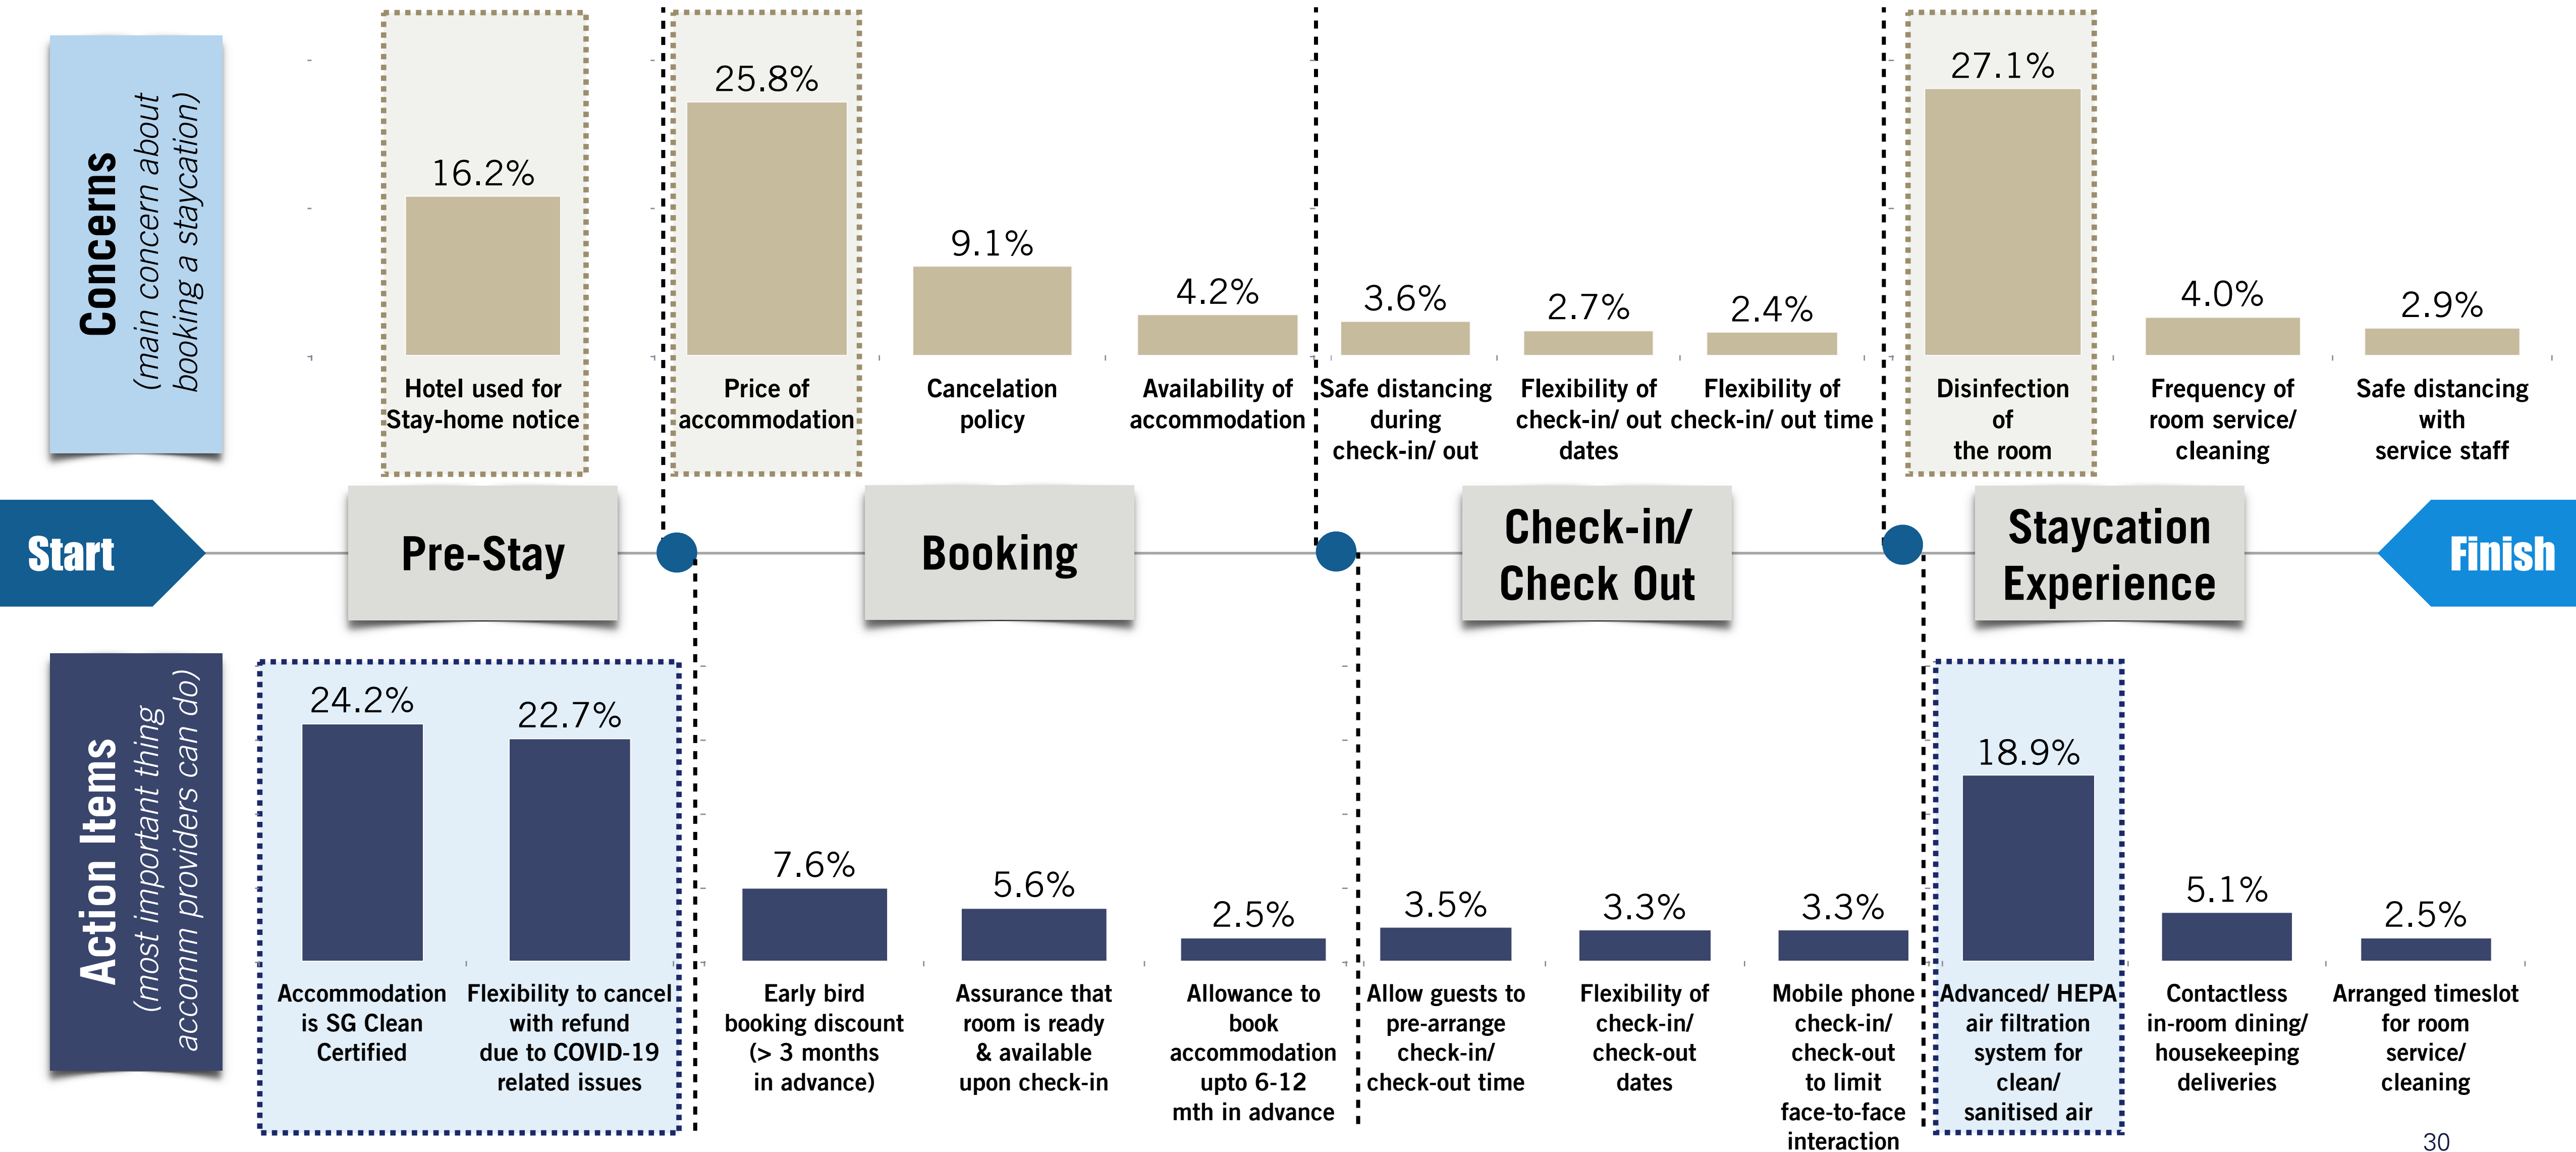 Concerns
(main concern about
booking a staycation)
16.2%
25.8%
9.1%
4.2%
3.6%
2.7%
2.4%
27.1%
4.0%
2.9%
Hotel used for
Stay-home notice
Price of
accommodation
Cancelation
policy
Availability of
accommodation
Safe distancing
during
check-in/ out
Flexibility of
check-in/ out
dates
Flexibility of
check-in/ out time
Disinfection
of
the room
Frequency of
room service/
cleaning
Safe distancing
with
service staff
Start
Pre-Stay
Booking
Check-in/
Check Out
Staycation
Experience
Finish
Action Items
(most important thing
accomm providers can do)
24.2%
22.7%
7.6%
5.6%
2.5%
3.5%
3.3%
3.3%
18.9%
5.1%
2.5%
Accommodation
is SG Clean
Certified
Flexibility to cancel
with refund
due to COVID-19
related issues
Early bird
booking discount
(> 3 months
in advance)
Assurance that
room is ready
& available
upon check-in
Allowance to
book
accommodation
upto 6-12
mth in advance
Allow guests to
pre-arrange
check-in/
check-out time
Flexibility of
check-in/
check-out
dates
Mobile phone
check-in/
check-out
to limit
face-to-face
interaction
Advanced/ HEPA
air filtration
system for
clean/
sanitised air
Contactless
in-room dining/
housekeeping
deliveries
Arranged timeslot
for room
service/
cleaning
30